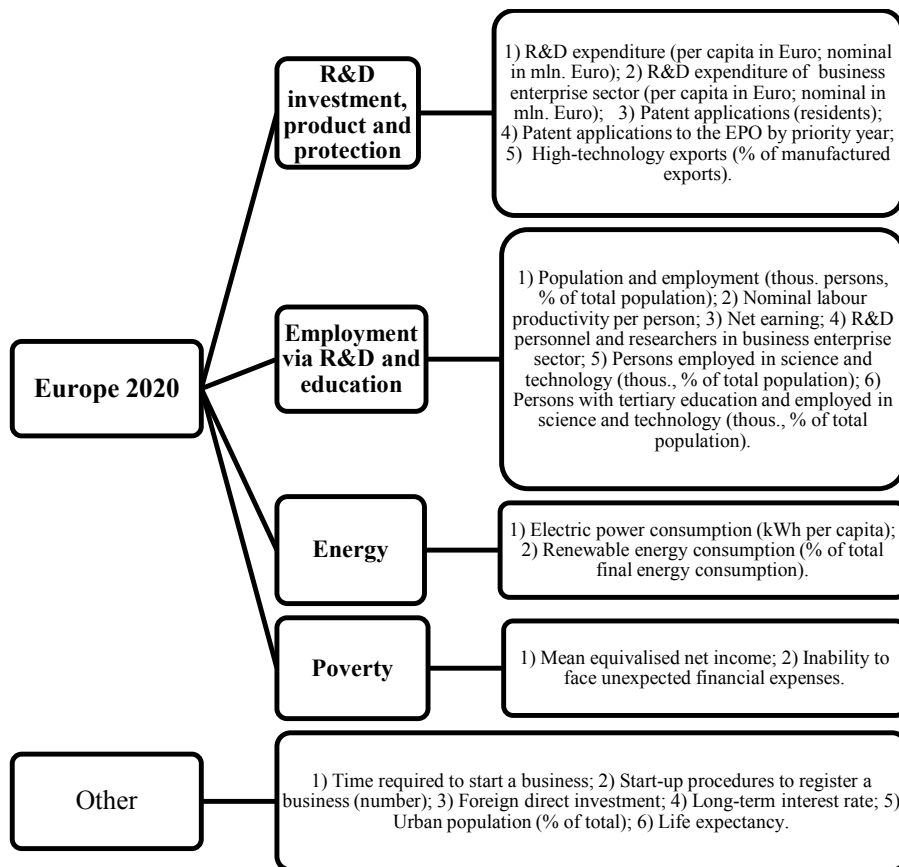 R&D
investment,
product and
protection
1) R&D expenditure (per capita in Euro; nominal
in mln. Euro); 2) R&D expenditure of business
enterprise sector (per capita in Euro; nominal in
mln. Euro); 3) Patent applications (residents);
4) Patent applications to the EPO by priority year;
5) High-technology exports (% of manufactured
exports).
Europe 2020
Employment
via R&D and
education
1) Population and employment (thous. persons,
% of total population); 2) Nominal labour
productivity per person; 3) Net earning; 4) R&D
personnel and researchers in business enterprise
sector; 5) Persons employed in science and
technology (thous., % of total population); 6)
Persons with tertiary education and employed in
science and technology (thous., % of total
population).
Energy
1) Electric power consumption (kWh per capita);
2) Renewable energy consumption (% of total
final energy consumption).
Poverty
1) Mean equivalised net income; 2) Inability to
face unexpected financial expenses.
Other
1) Time required to start a business; 2) Start-up procedures to register a
business (number); 3) Foreign direct investment; 4) Long-term interest rate; 5)
Urban population (% of total); 6) Life expectancy.